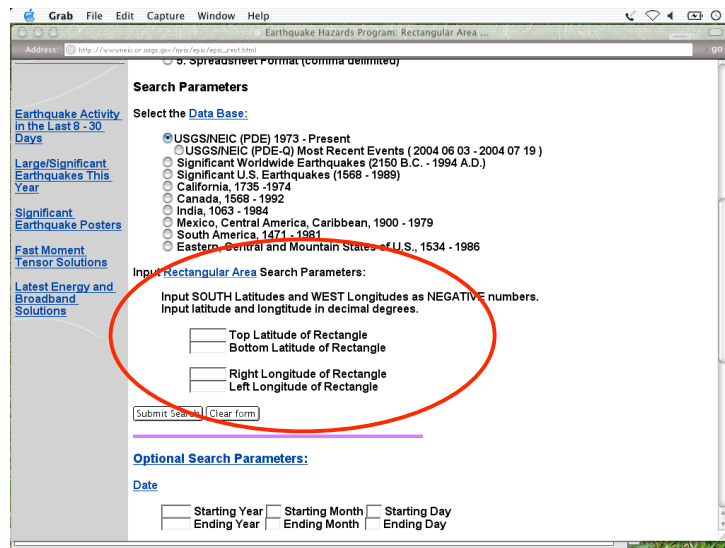 Grab File Edit Capture Window Help
Earthquake Hazards Program: Rectangular Area ...
Address: http://wwwneic.cr.usgs.gov/neis/epic/epic_rect.html go
5. Spreadsheet Format (comma delimited)
Search Parameters
Earthquake Activity
in the Last 8 - 30
Days
Large/Significant
Earthquakes This
Year
Significant
Earthquake Posters
Fast Moment
Tensor Solutions
Latest Energy and
Broadband
Solutions
Select the Data Base:
USGS/NEIC (PDE) 1973 - Present
USGS/NEIC (PDE-Q) Most Recent Events ( 2004 06 03 - 2004 07 19 )
Significant Worldwide Earthquakes (2150 B.C. - 1994 A.D.)
Significant U.S. Earthquakes (1568 - 1989)
California, 1735 -1974
Canada, 1568 - 1992
India, 1063 - 1984
Mexico, Central America, Caribbean, 1900 - 1979
South America, 1471 - 1981
Eastern, Central and Mountain States of U.S., 1534 - 1986
Input Rectangular Area Search Parameters:
Input SOUTH Latitudes and WEST Longitudes as NEGATIVE numbers.
Input latitude and longtitude in decimal degrees.
Top Latitude of Rectangle
Bottom Latitude of Rectangle
Right Longitude of Rectangle
Left Longitude of Rectangle
Submit Search Clear form
Optional Search Parameters:
Date
Starting Year Starting Month Starting Day
Ending Year Ending Month Ending Day